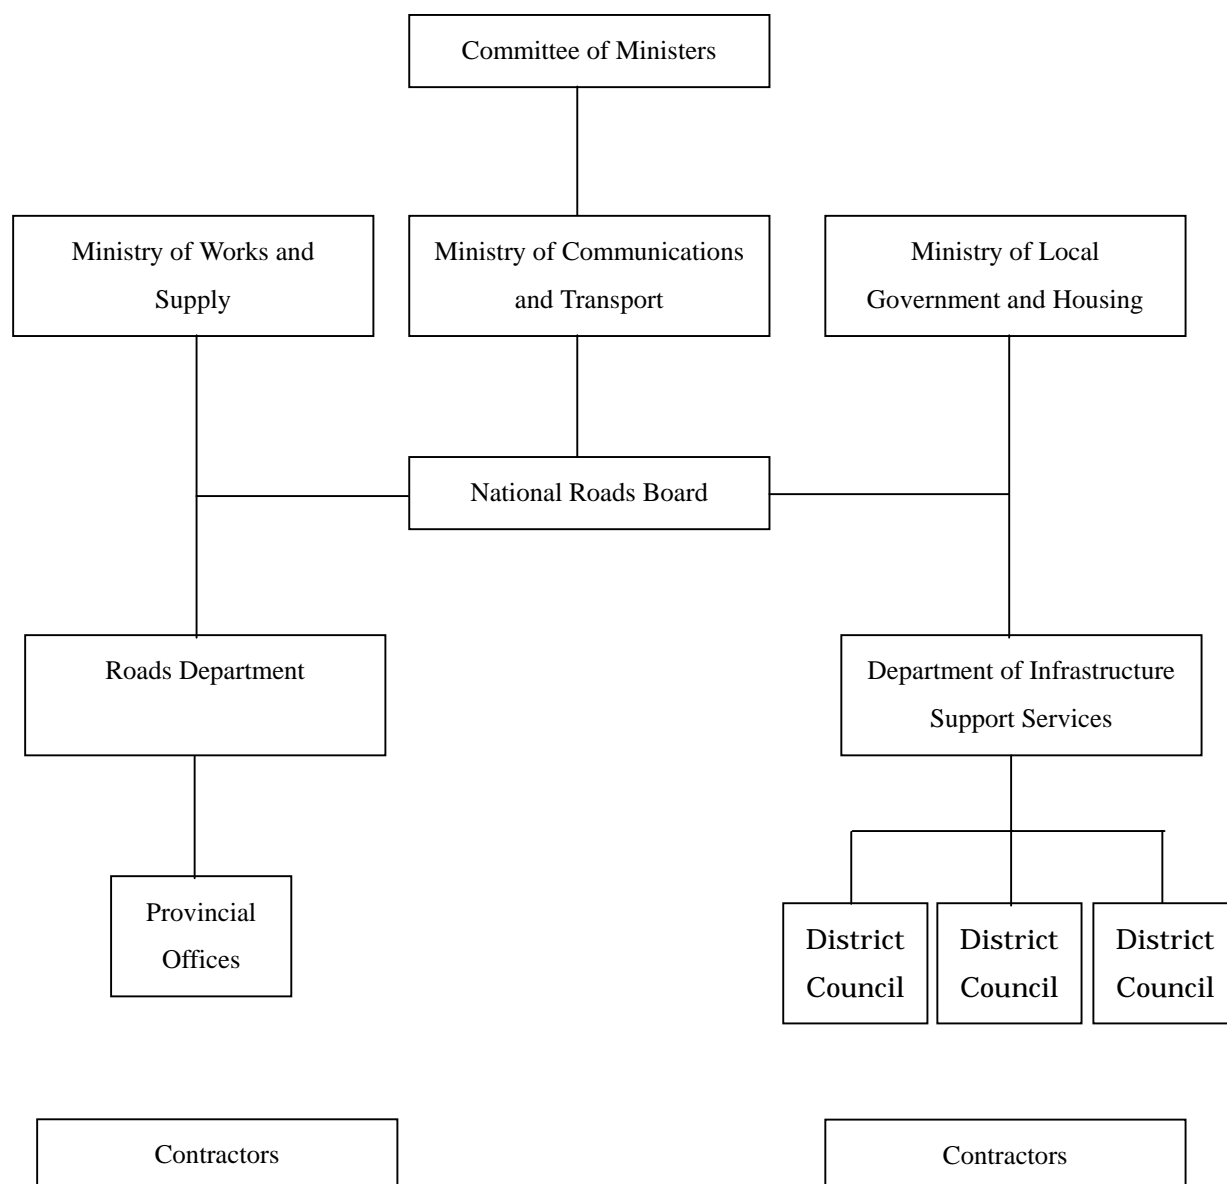 Committee of Ministers
Ministry of Works and
Supply
Ministry of Communications
and Transport
Ministry of Local
Government and Housing
National Roads Board
Roads Department
Department of Infrastructure
Support Services
Provincial
Offices
District
Council
District
Council
District
Council
Contractors
Contractors